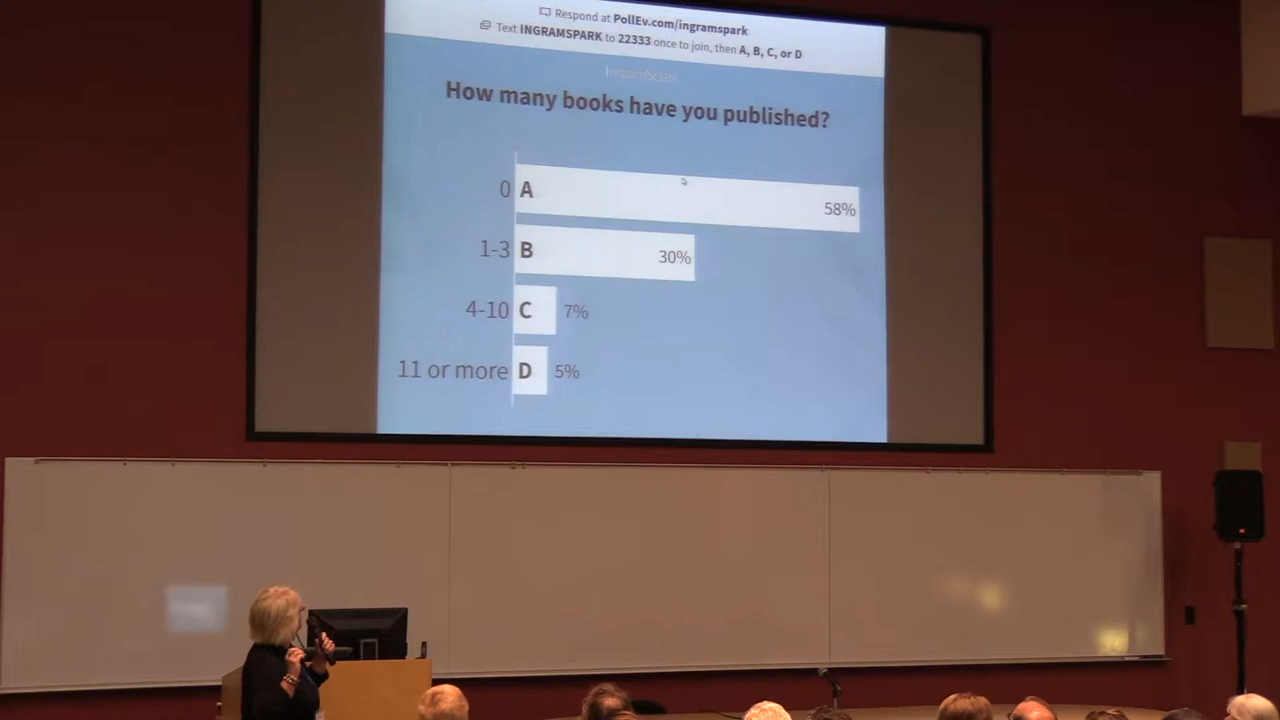 Respond at PollEv.com/ingramspark
Text INGRAMSPARK to 22333 once to join, then A, B, C, or D
IngramSpark
How many books have you published?
0 A 58%
1-3 B 30%
4-10 C 7%
11 or more D 5%